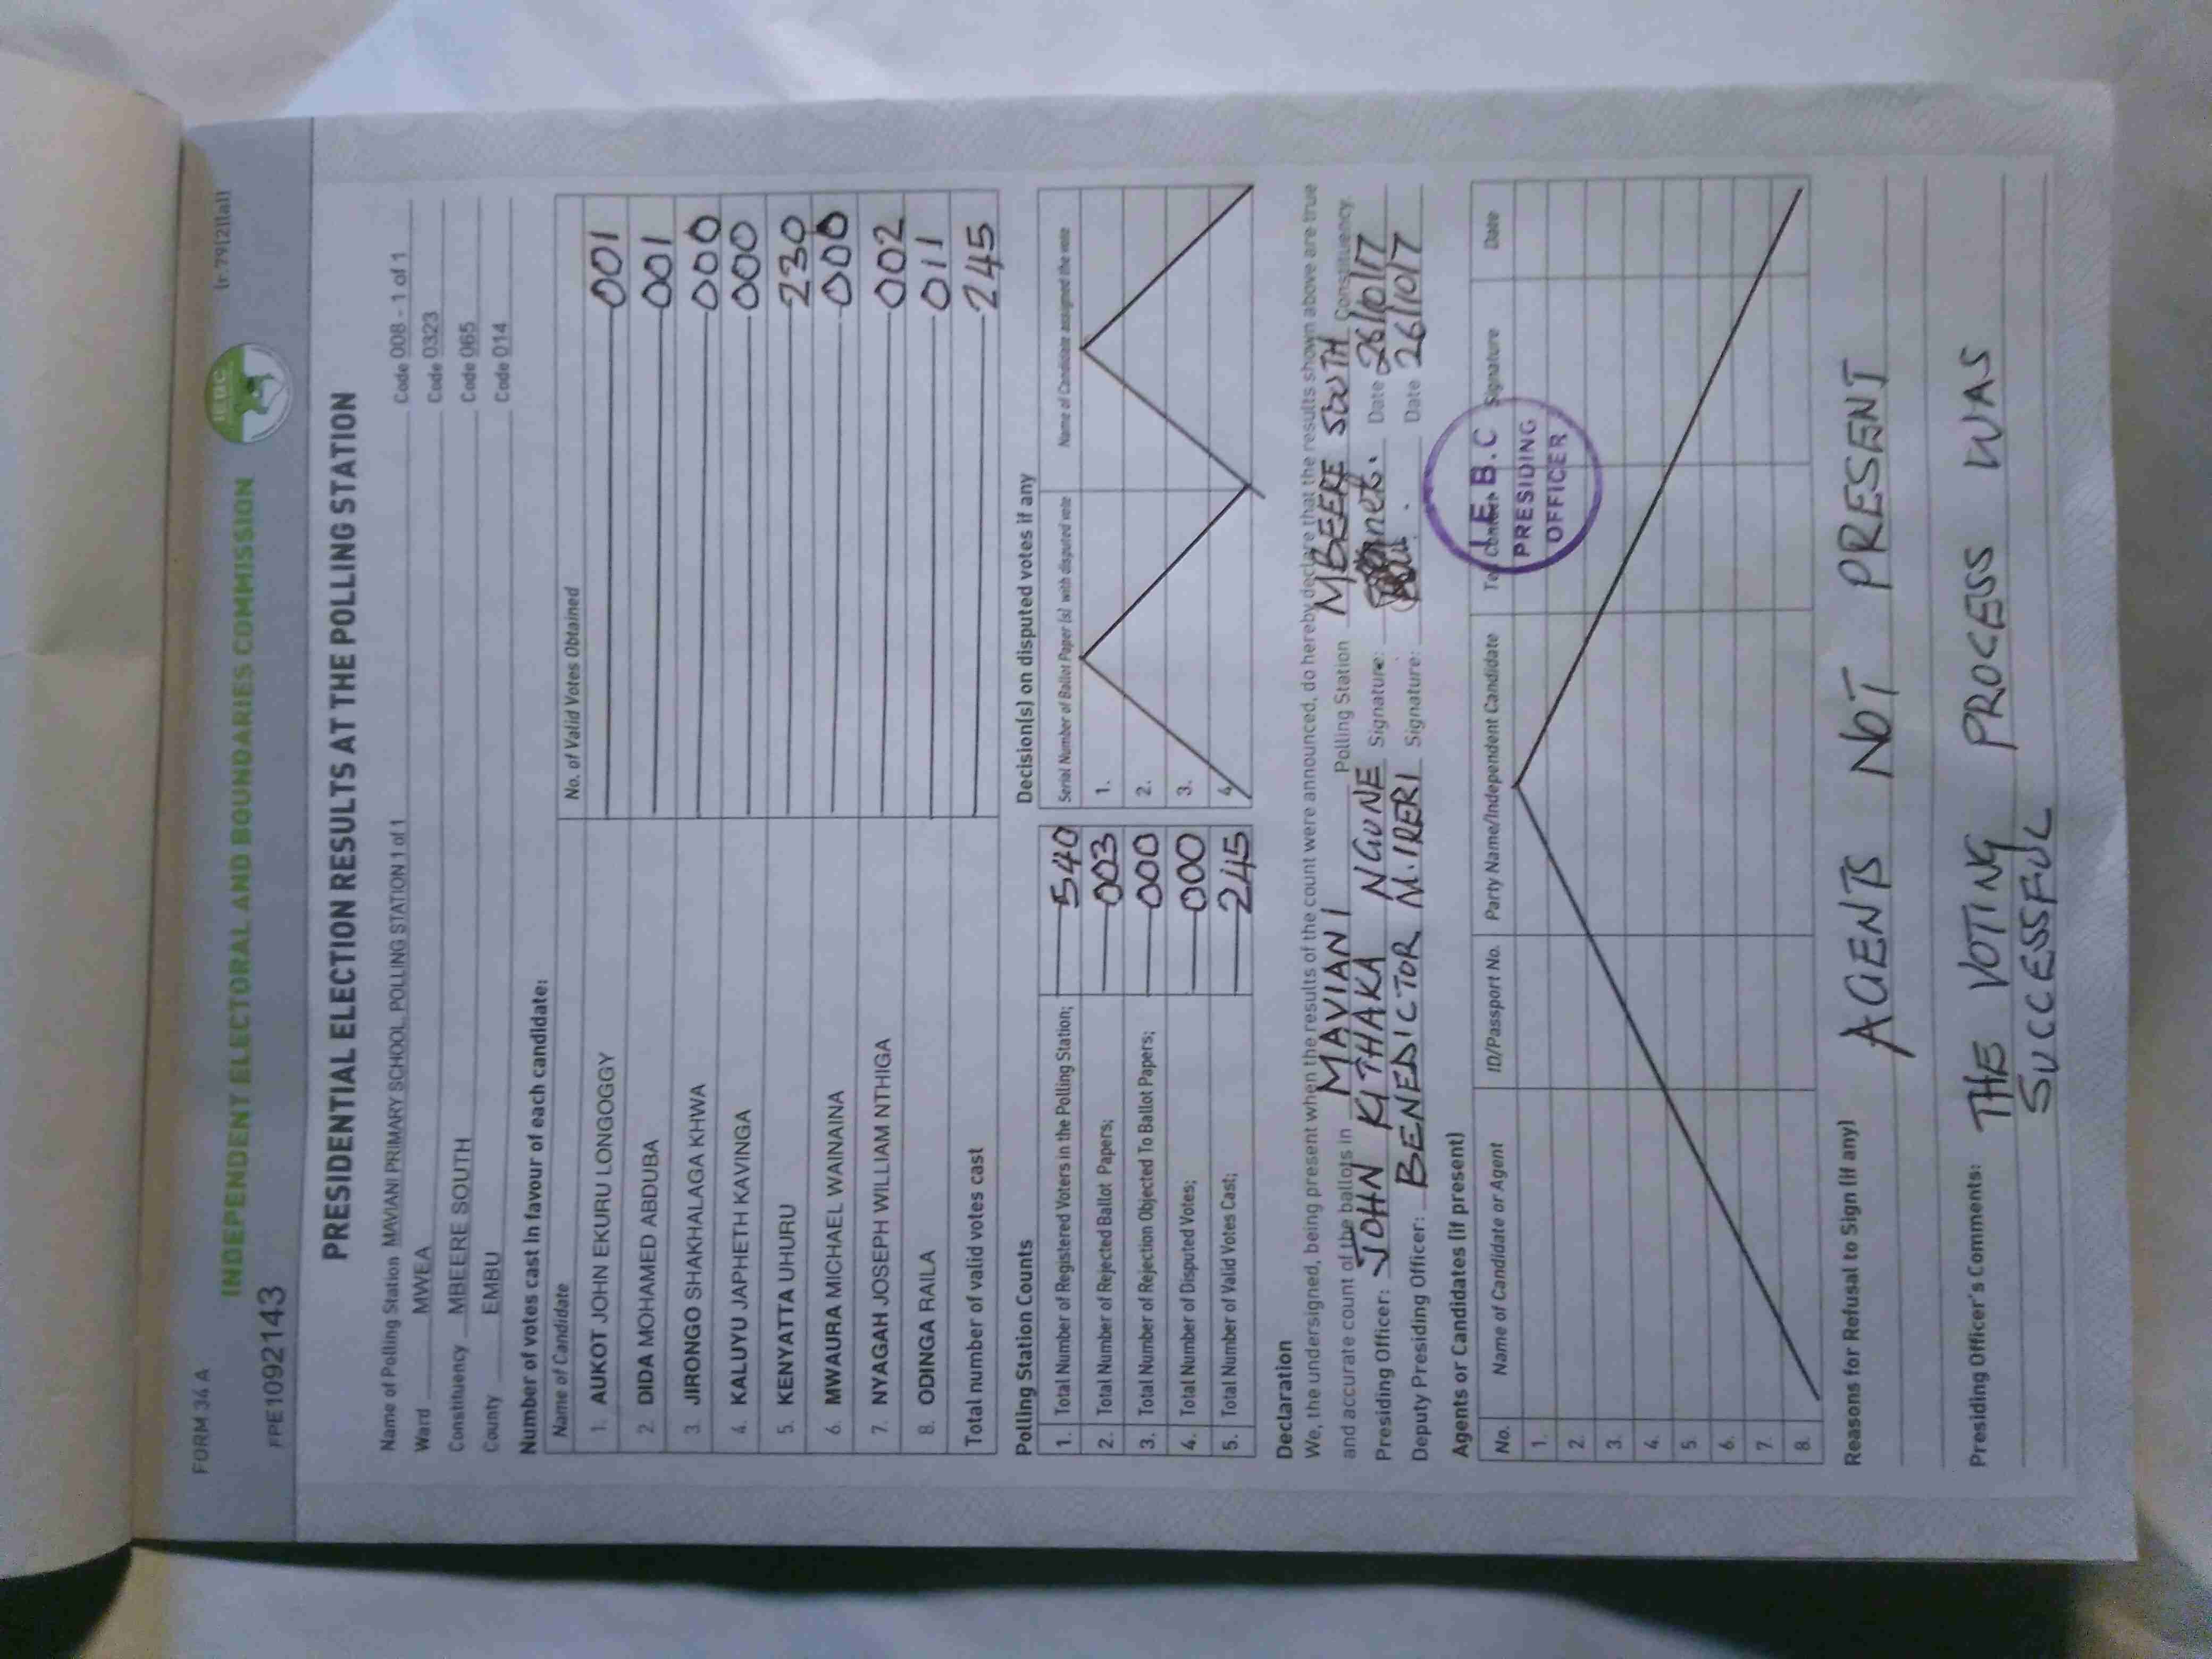 FORM 34 A
(r 79(2)(a))
INDEPENDENT ELECTORAL AND BOUNDARIES COMMISSION
IEBC
FPE1092143
PRESIDENTIAL ELECTION RESULTS AT THE POLLING STATION
Name of Polling Station MAVIANI PRIMARY SCHOOL, POLLING STATION 1 of 1 Code 008 - 1 of 1
Ward MWEA Code 0323
Constituency MBEERE SOUTH Code 065
County EMBU Code 014
Number of votes cast in favour of each candidate:
Name of Candidate No. of Valid Votes Obtained
1. AUKOT JOHN EKURU LONGOGGY 001
2. DIDA MOHAMED ABDUBA 001
3. JIRONGO SHAKHALAGA KHWA 000
4. KALUYU JAPHETH KAVINGA 000
5. KENYATTA UHURU 230
6. MWAURA MICHAEL WAINAINA 000
7. NYAGAH JOSEPH WILLIAM NTHIGA 002
8. ODINGA RAILA 011
Total number of valid votes cast 245
Polling Station Counts
1. Total Number of Registered Voters in the Polling Station; 540
2. Total Number of Rejected Ballot Papers; 003
3. Total Number of Rejection Objected To Ballot Papers; 000
4. Total Number of Disputed Votes; 000
5. Total Number of Valid Votes Cast; 245
Decision(s) on disputed votes if any
Serial Number of Ballot Paper (s) with disputed vote Name of Candidate assigned the vote
1.
2.
3.
4.
Declaration
We, the undersigned, being present when the results of the count were announced, do hereby declare that the results shown above are true
and accurate count of the ballots in MAVIANI Polling Station MBEERE SOUTH Constituency.
Presiding Officer: JOHN KITHAKA NGUNE Signature: Date 26/10/17
Deputy Presiding Officer: BENEDICTOR M.IRERI Signature: Date 26/10/7
Agents or Candidates (if present)
No. Name of Candidate or Agent ID/Passport No. Party Name/Independent Candidate Tel Contact Signature Date
1.
2.
3.
4.
5.
6.
7.
8.
I.E.B.C
PRESIDING
OFFICER
Reasons for Refusal to Sign (if any)
AGENTS NOT PRESENT
Presiding Officer's Comments: THE VOTING PROCESS WAS
SUCCESSFUL